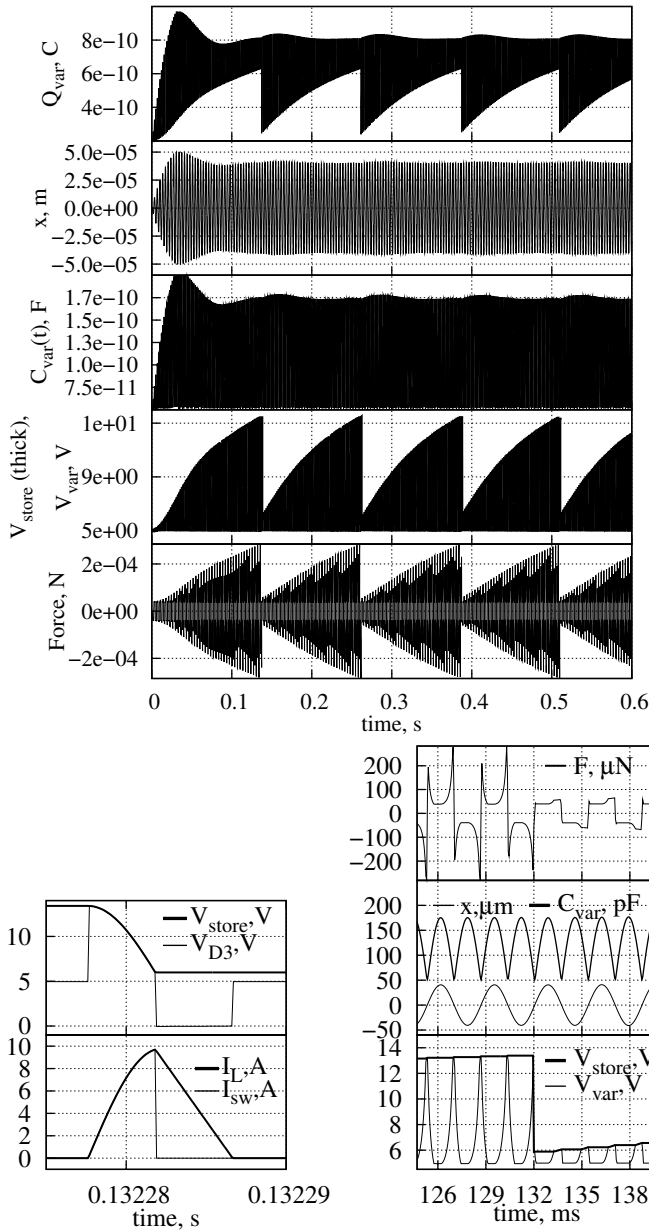 Q_var, C
8e-10
6e-10
4e-10
x, m
5.0e-05
2.5e-05
0.0e+00
−2.5e-05
−5.0e-05
C_var(t), F
1.7e-10
1.5e-10
1.3e-10
1.0e-10
7.5e-11
V_store (thick),
V_var, V
1e+01
9e+00
5e+00
Force, N
2e-04
0e+00
−2e-04
0 0.1 0.2 0.3 0.4 0.5 0.6
time, s
F, μN
200
100
0
−100
−200
x,μm C_var, pF
200
150
100
50
0
−50
V_store, V
V_var, V
14
12
10
8
6
126 129 132 135 138
time, ms
V_store, V
V_D3, V
10
5
0
I_L, A
I_sw, A
10
8
6
4
2
0
0.13228 0.13229
time, s